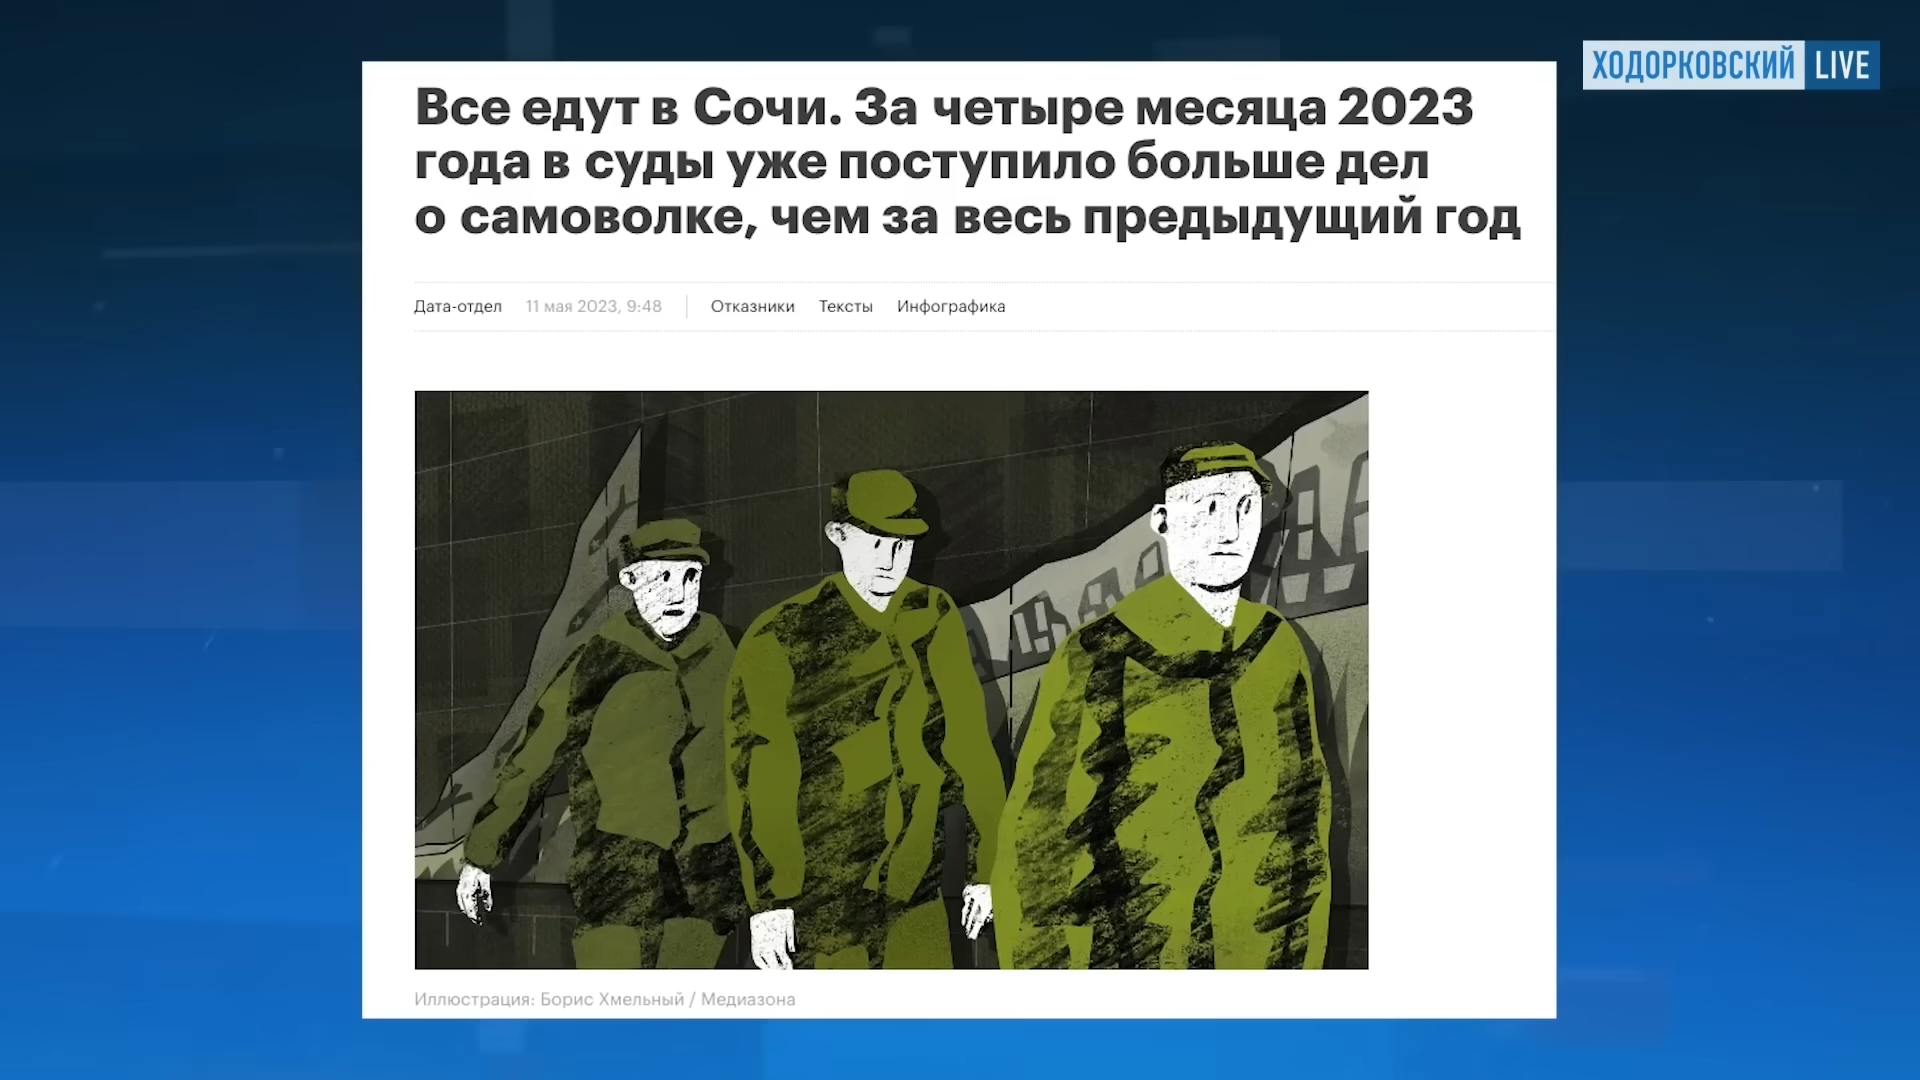 ХОДОРКОВСКИЙ LIVE
Все едут в Сочи. За четыре месяца 2023
года в суды уже поступило больше дел
о самоволке, чем за весь предыдущий год
Дата-отдел 11 мая 2023, 9:48 Отказники Тексты Инфографика
Иллюстрация: Борис Хмельный / Медиазона